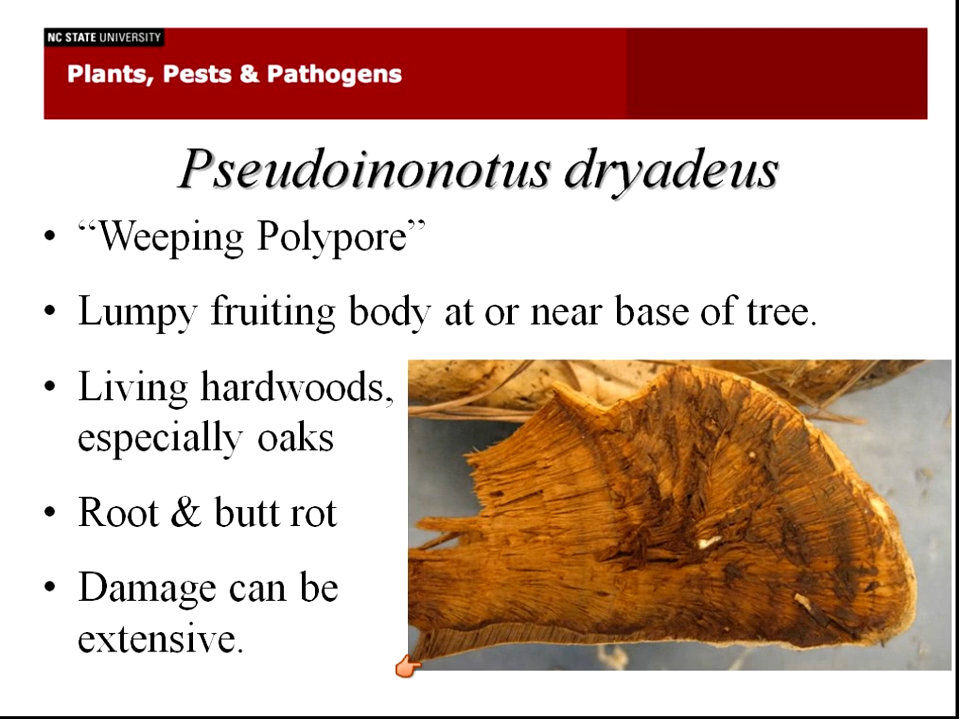 NC STATE UNIVERSITY
Plants, Pests & Pathogens
Pseudoinonotus dryadeus
• “Weeping Polypore”
• Lumpy fruiting body at or near base of tree.
• Living hardwoods,
especially oaks
• Root & butt rot
• Damage can be
extensive.